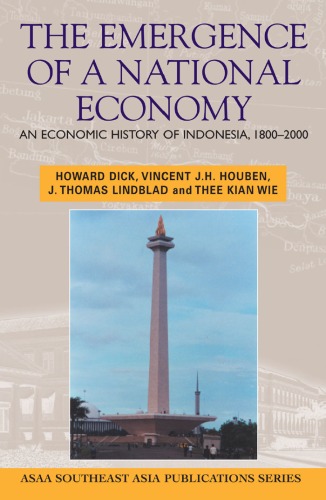 THE EMERGENCE
OF A NATIONAL
ECONOMY
AN ECONOMIC HISTORY OF INDONESIA, 1800–2000
HOWARD DICK, VINCENT J.H. HOUBEN,
J. THOMAS LINDBLAD and THEE KIAN WIE
ASAA SOUTHEAST ASIA PUBLICATIONS SERIES